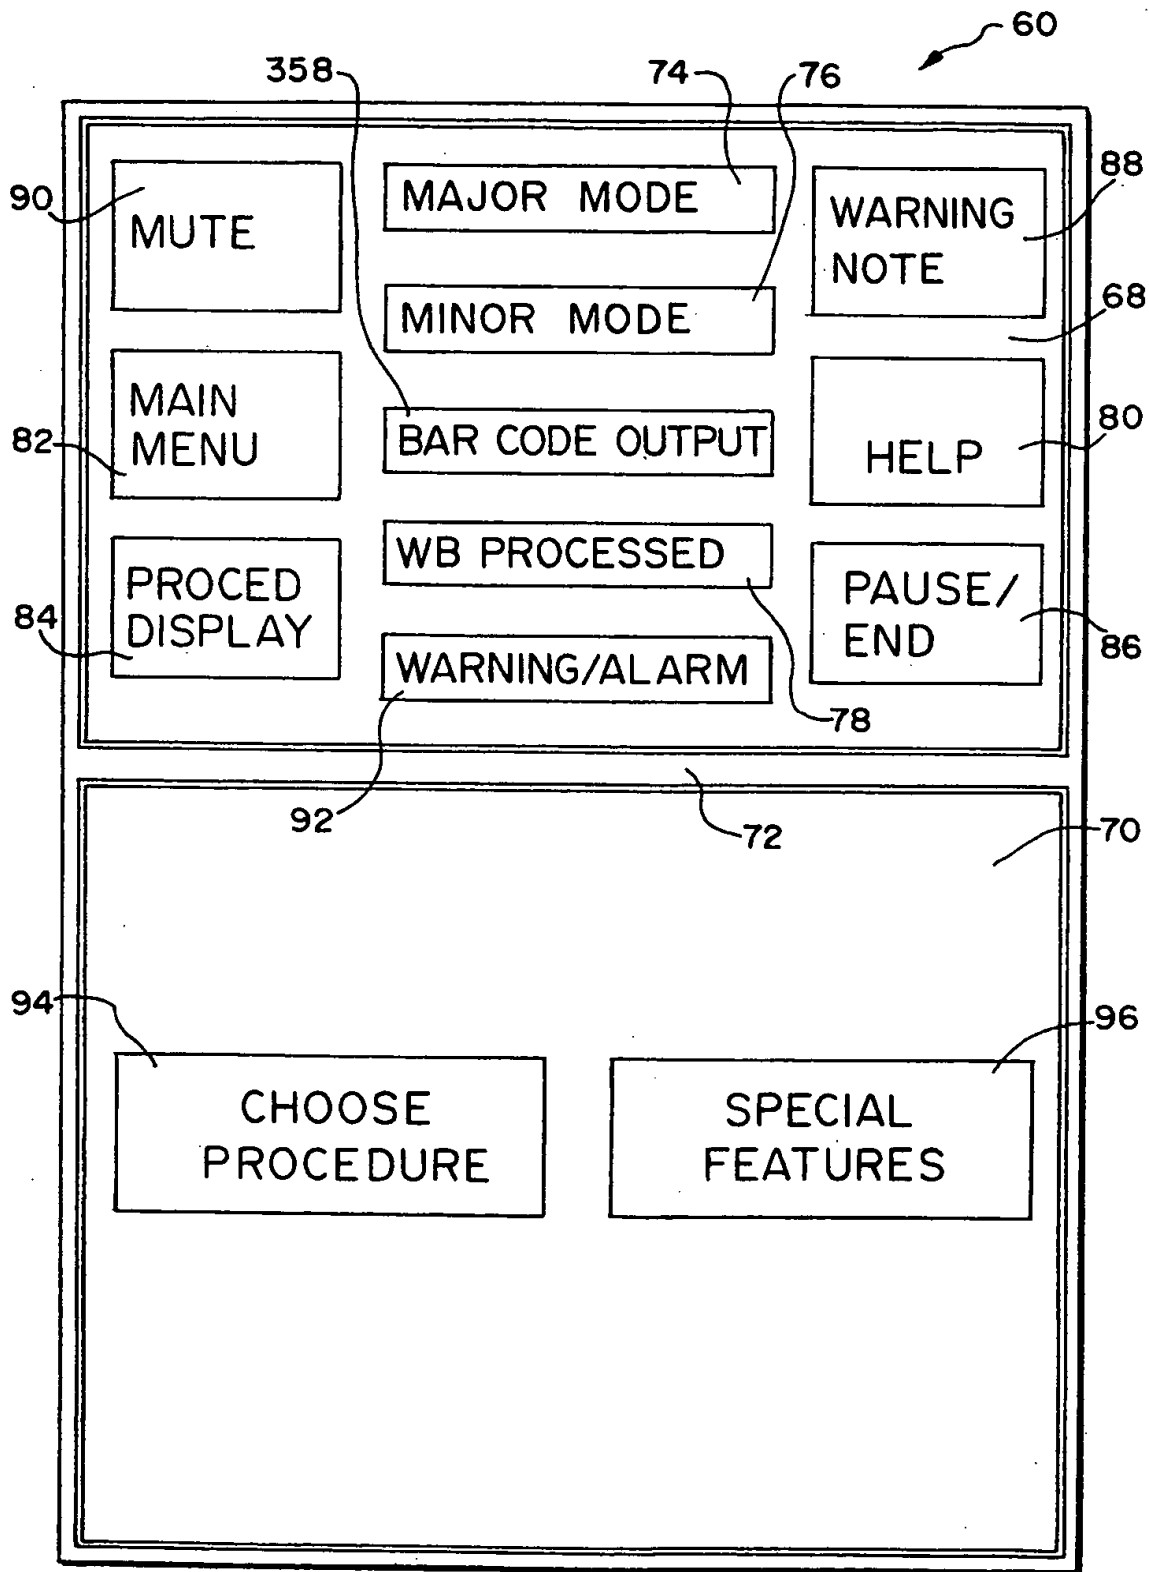 60
358
74
76
90
MUTE
MAJOR MODE
WARNING
NOTE
88
MINOR MODE
68
82
MAIN
MENU
BAR CODE OUTPUT
HELP
80
84
PROCED
DISPLAY
WB PROCESSED
PAUSE/
END
86
WARNING/ALARM
78
92
72
70
94
96
CHOOSE
PROCEDURE
SPECIAL
FEATURES